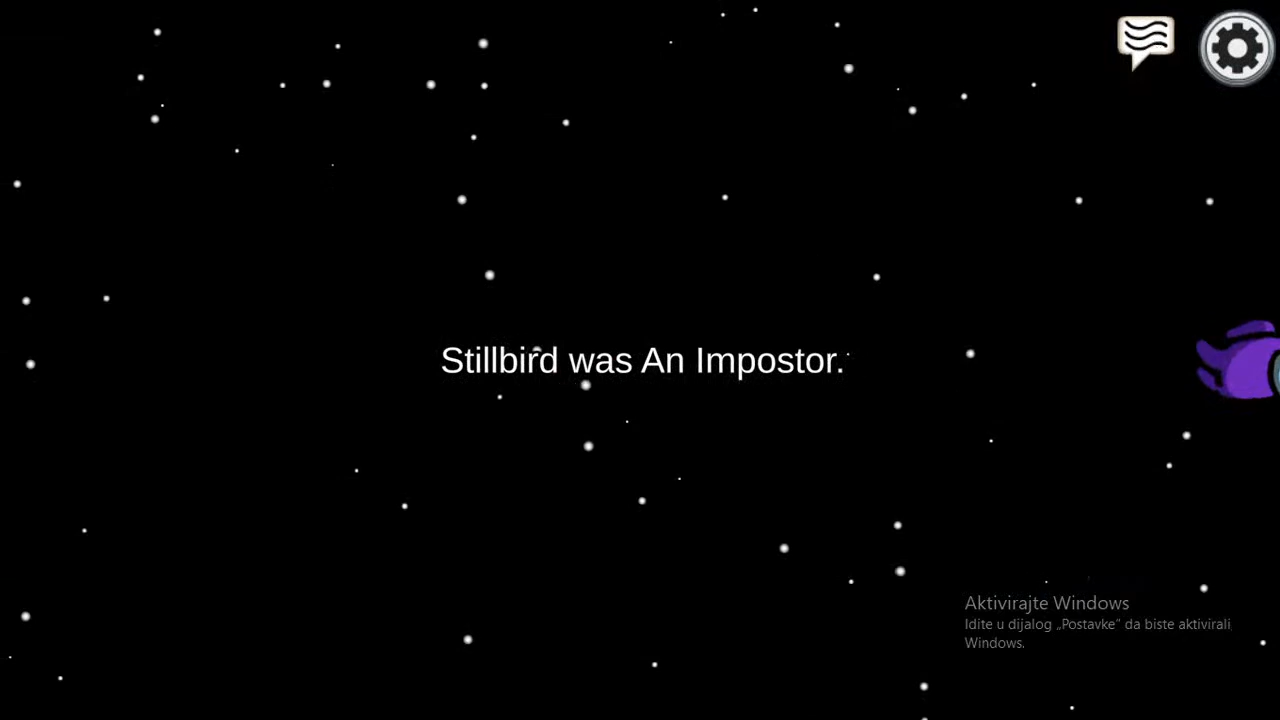 Stillbird was An Impostor.
Aktivirajte Windows
Idite u dijalog „Postavke“ da biste aktivirali
Windows.